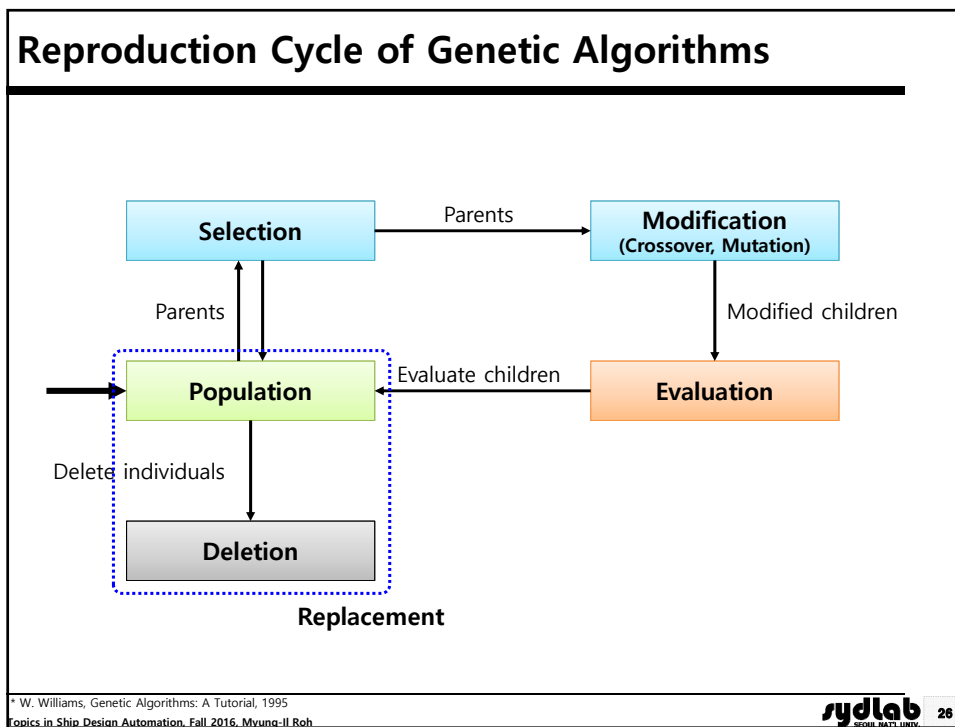 Reproduction Cycle of Genetic Algorithms
Selection
Parents
Modification
(Crossover, Mutation)
Parents
Modified children
Population
Evaluate children
Evaluation
Delete individuals
Deletion
Replacement
* W. Williams, Genetic Algorithms: A Tutorial, 1995
Topics in Ship Design Automation, Fall 2016, Myung-Il Roh
sydlab
SEOUL NAT'L UNIV.
26